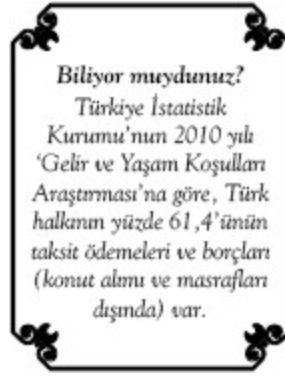 Biliyor muydunuz?
Türkiye İstatistik
Kurumu'nun 2010 yılı
'Gelir ve Yaşam Koşulları
Araştırması'na göre, Türk
halkının yüzde 61,4'ünün
taksit ödemeleri ve borçları
(konut alımı ve masrafları
dışında) var.